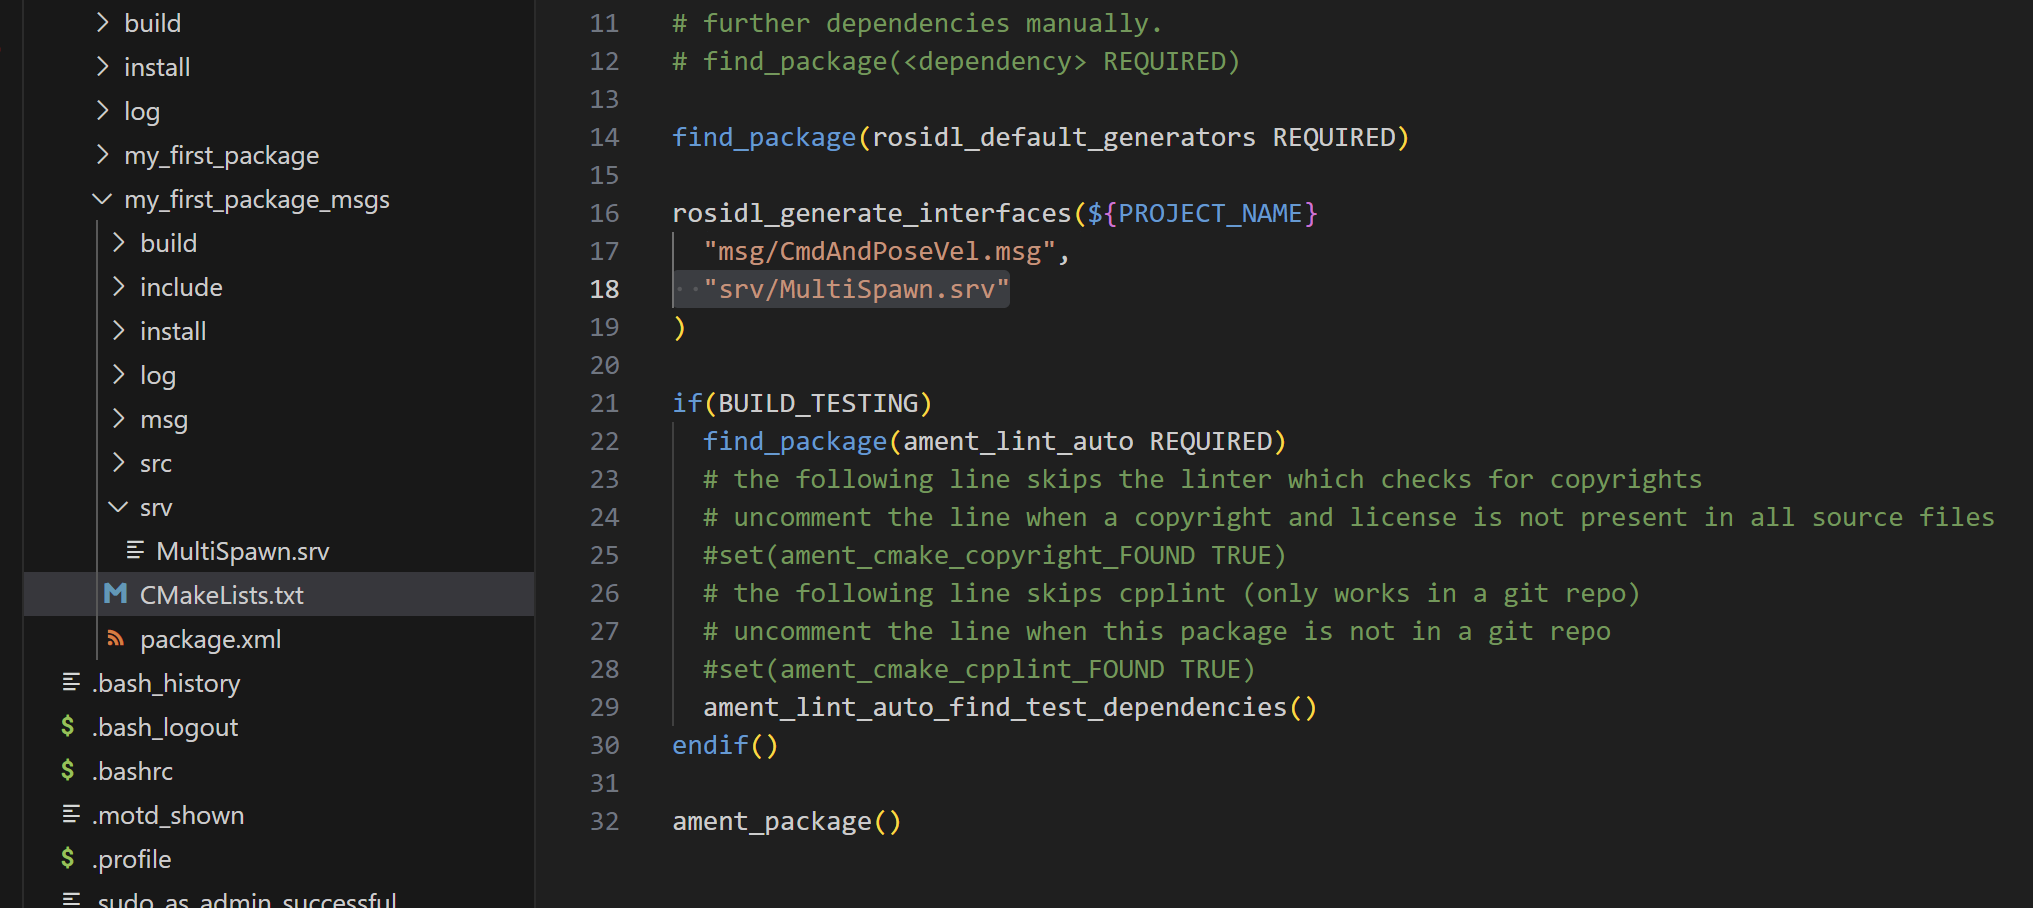 build
install
log
my_first_package
my_first_package_msgs
build
include
install
log
msg
src
srv
MultiSpawn.srv
CMakeLists.txt
package.xml
.bash_history
.bash_logout
.bashrc
.motd_shown
.profile
.sudo_as_admin_successful
11 # further dependencies manually.
12 # find_package(<dependency> REQUIRED)
13
14 find_package(rosidl_default_generators REQUIRED)
15
16 rosidl_generate_interfaces(${PROJECT_NAME}
17 "msg/CmdAndPoseVel.msg",
18 "srv/MultiSpawn.srv"
19 )
20
21 if(BUILD_TESTING)
22 find_package(ament_lint_auto REQUIRED)
23 # the following line skips the linter which checks for copyrights
24 # uncomment the line when a copyright and license is not present in all source files
25 #set(ament_cmake_copyright_FOUND TRUE)
26 # the following line skips cpplint (only works in a git repo)
27 # uncomment the line when this package is not in a git repo
28 #set(ament_cmake_cpplint_FOUND TRUE)
29 ament_lint_auto_find_test_dependencies()
30 endif()
31
32 ament_package()